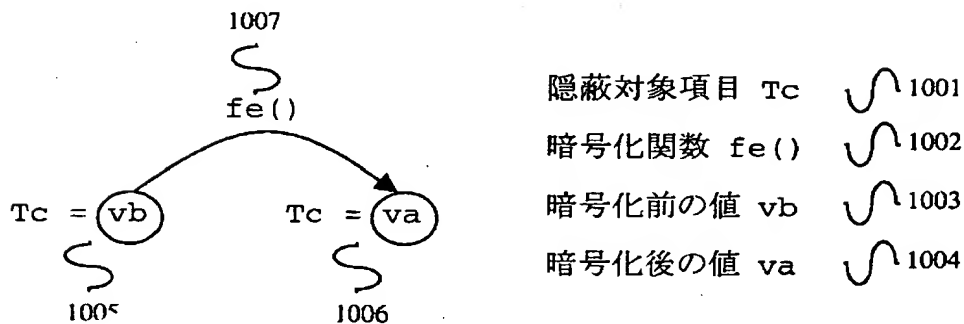 1007
fe()
Tc = vb
Tc = va
1005
1006
隠蔽対象項目 Tc 1001
暗号化関数 fe() 1002
暗号化前の値 vb 1003
暗号化後の値 va 1004